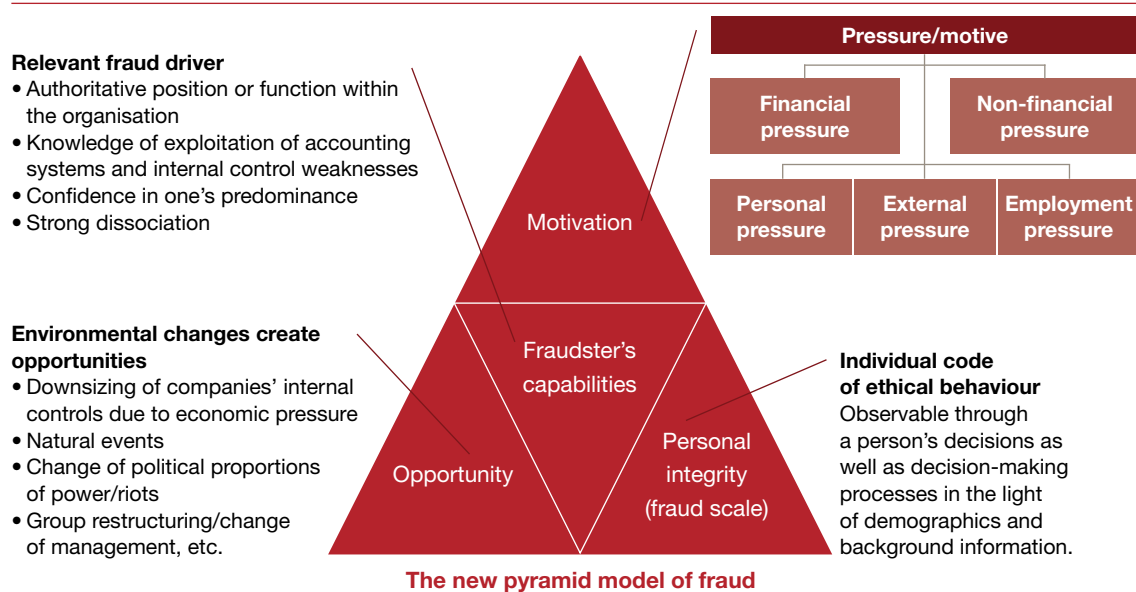 Relevant fraud driver
• Authoritative position or function within
the organisation
• Knowledge of exploitation of accounting
systems and internal control weaknesses
• Confidence in one’s predominance
• Strong dissociation
Pressure/motive
Financial
pressure
Non-financial
pressure
Personal
pressure
External
pressure
Employment
pressure
Motivation
Environmental changes create
opportunities
• Downsizing of companies’ internal
controls due to economic pressure
• Natural events
• Change of political proportions
of power/riots
• Group restructuring/change
of management, etc.
Fraudster’s
capabilities
Opportunity
Personal
integrity
(fraud scale)
Individual code
of ethical behaviour
Observable through
a person’s decisions as
well as decision-making
processes in the light
of demographics and
background information.
The new pyramid model of fraud